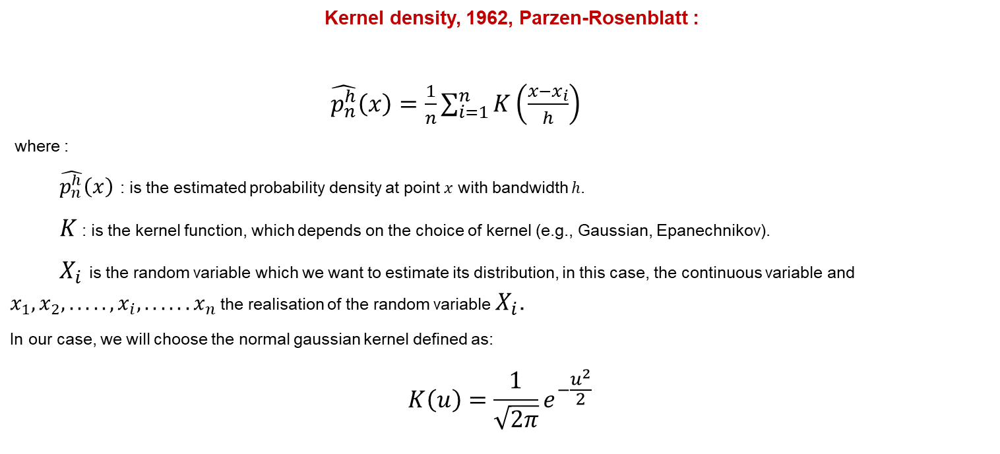 Kernel density, 1962, Parzen-Rosenblatt :
$\widehat{p_n^h}(x) = \frac{1}{n} \sum_{i=1}^{n} K\left(\frac{x-x_i}{h}\right)$
where :
$\widehat{p_n^h}(x)$ : is the estimated probability density at point $x$ with bandwidth $h$.
$K$ : is the kernel function, which depends on the choice of kernel (e.g., Gaussian, Epanechnikov).
$X_i$ is the random variable which we want to estimate its distribution, in this case, the continuous variable and
$x_1, x_2, ....., x_i, ...... x_n$ the realisation of the random variable $X_i$.
In our case, we will choose the normal gaussian kernel defined as:
$K(u) = \frac{1}{\sqrt{2\pi}} e^{-\frac{u^2}{2}}$